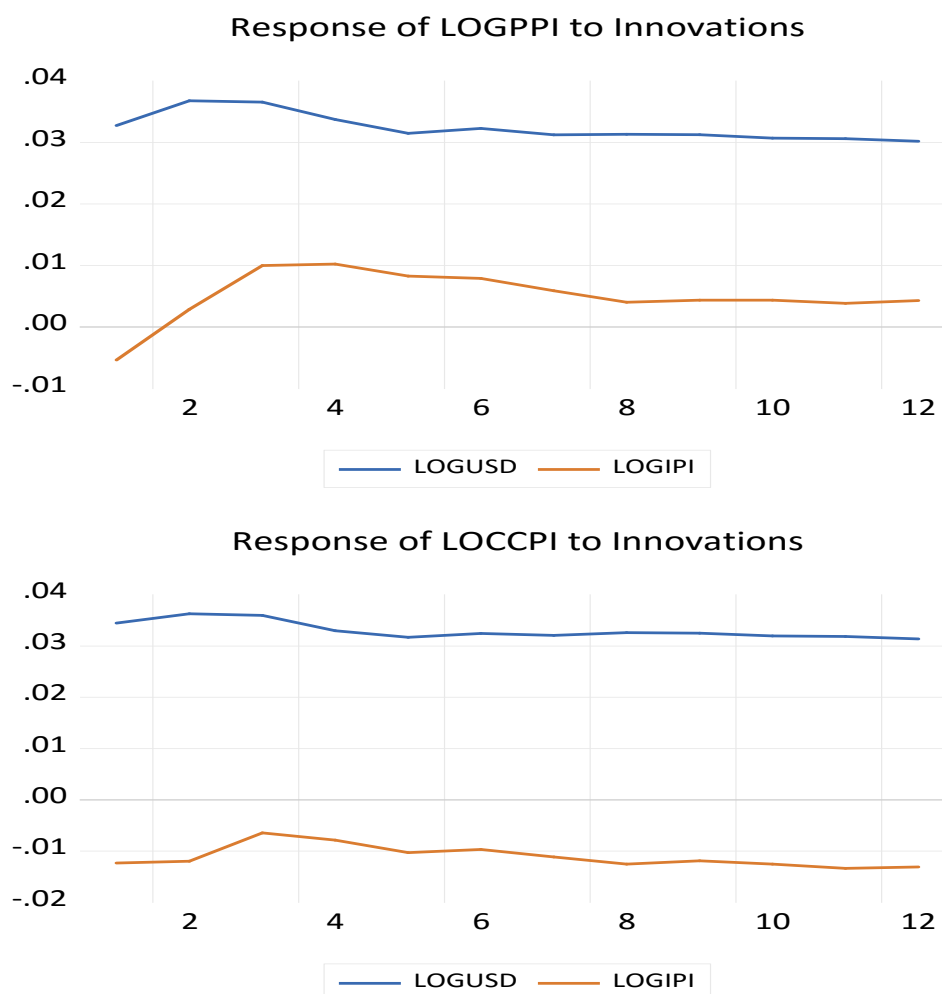 Response of LOGPPI to Innovations
.04
.03
.02
.01
.00
-.01
2 4 6 8 10 12
LOGUSD LOGIPI
Response of LOCCPI to Innovations
.04
.03
.02
.01
.00
-.01
-.02
2 4 6 8 10 12
LOGUSD LOGIPI